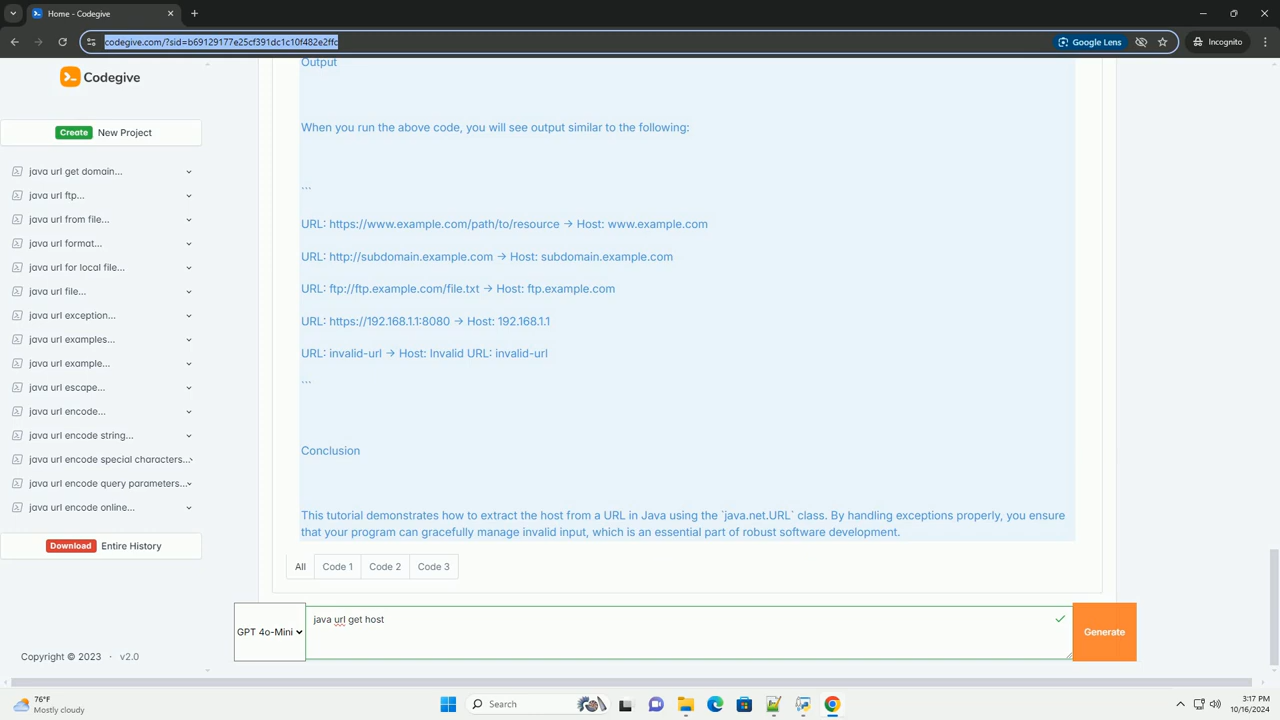 Home - Codegive
codegive.com/?sid=b69129177e25cf391dc1c10f482e2ffc
Google Lens
Incognito
Codegive
Create New Project
java url get domain...
java url ftp...
java url from file...
java url format...
java url for local file...
java url file...
java url exception...
java url examples...
java url example...
java url escape...
java url encode...
java url encode string...
java url encode special characters...
java url encode query parameters...
java url encode online...
Download Entire History
Copyright © 2023 · v2.0
Output
When you run the above code, you will see output similar to the following:
...
URL: https://www.example.com/path/to/resource -> Host: www.example.com
URL: http://subdomain.example.com -> Host: subdomain.example.com
URL: ftp://ftp.example.com/file.txt -> Host: ftp.example.com
URL: https://192.168.1.1:8080 -> Host: 192.168.1.1
URL: invalid-url -> Host: Invalid URL: invalid-url
...
Conclusion
This tutorial demonstrates how to extract the host from a URL in Java using the `java.net.URL` class. By handling exceptions properly, you ensure
that your program can gracefully manage invalid input, which is an essential part of robust software development.
All Code 1 Code 2 Code 3
GPT 4o-Mini
java url get host
Generate
76°F
Mostly cloudy
Search
3:17 PM
10/16/2024